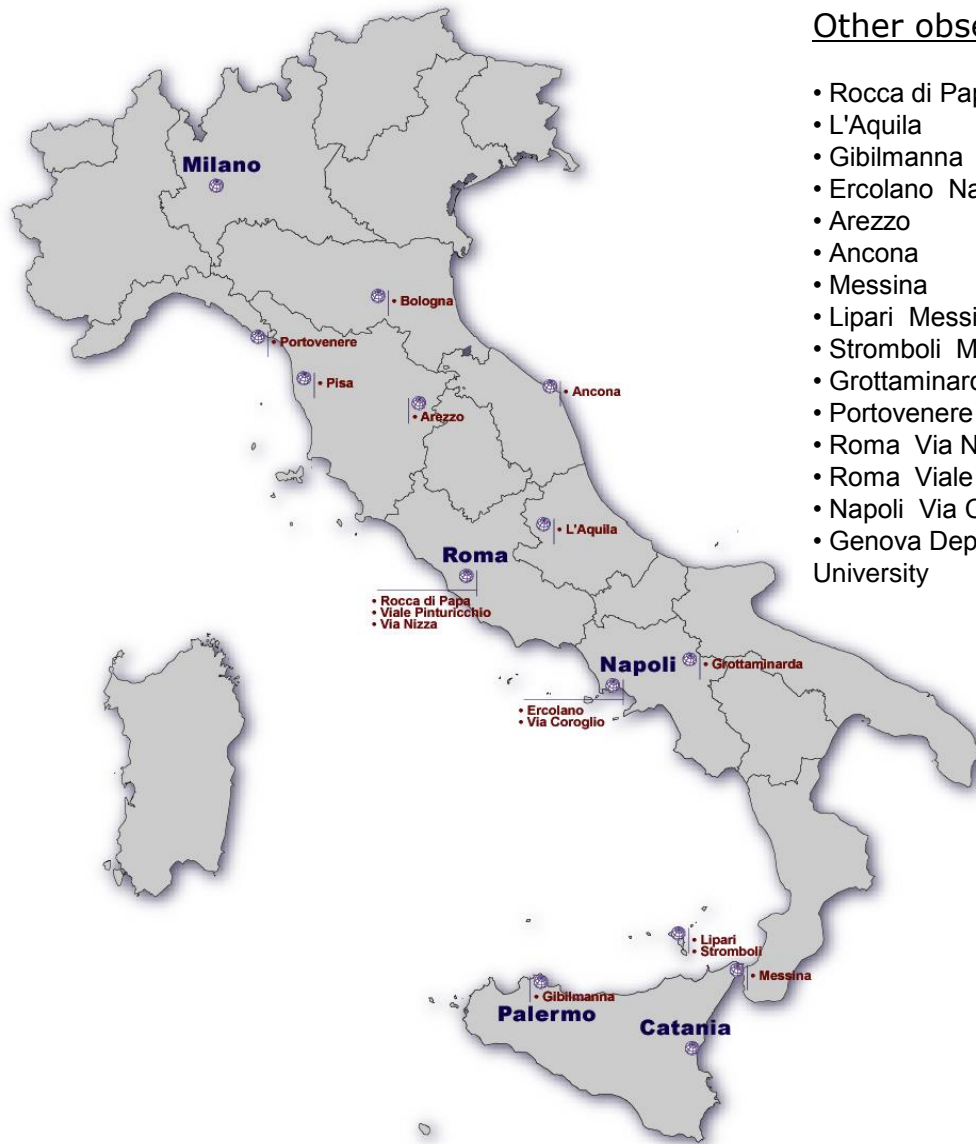 Other obse
• Rocca di Pap
• L'Aquila
• Gibilmanna
• Ercolano Na
• Arezzo
• Ancona
• Messina
• Lipari Messi
• Stromboli M
• Grottaminard
• Portovenere
• Roma Via N
• Roma Viale
• Napoli Via C
• Genova Dep
University
Milano
• Bologna
• Portovenere
• Pisa
• Ancona
• Arezzo
• L'Aquila
Roma
• Rocca di Papa
• Viale Pinturicchio
• Via Nizza
Napoli
• Grottaminarda
• Ercolano
• Via Coroglio
• Lipari
• Stromboli
• Messina
• Gibilmanna
Palermo
Catania